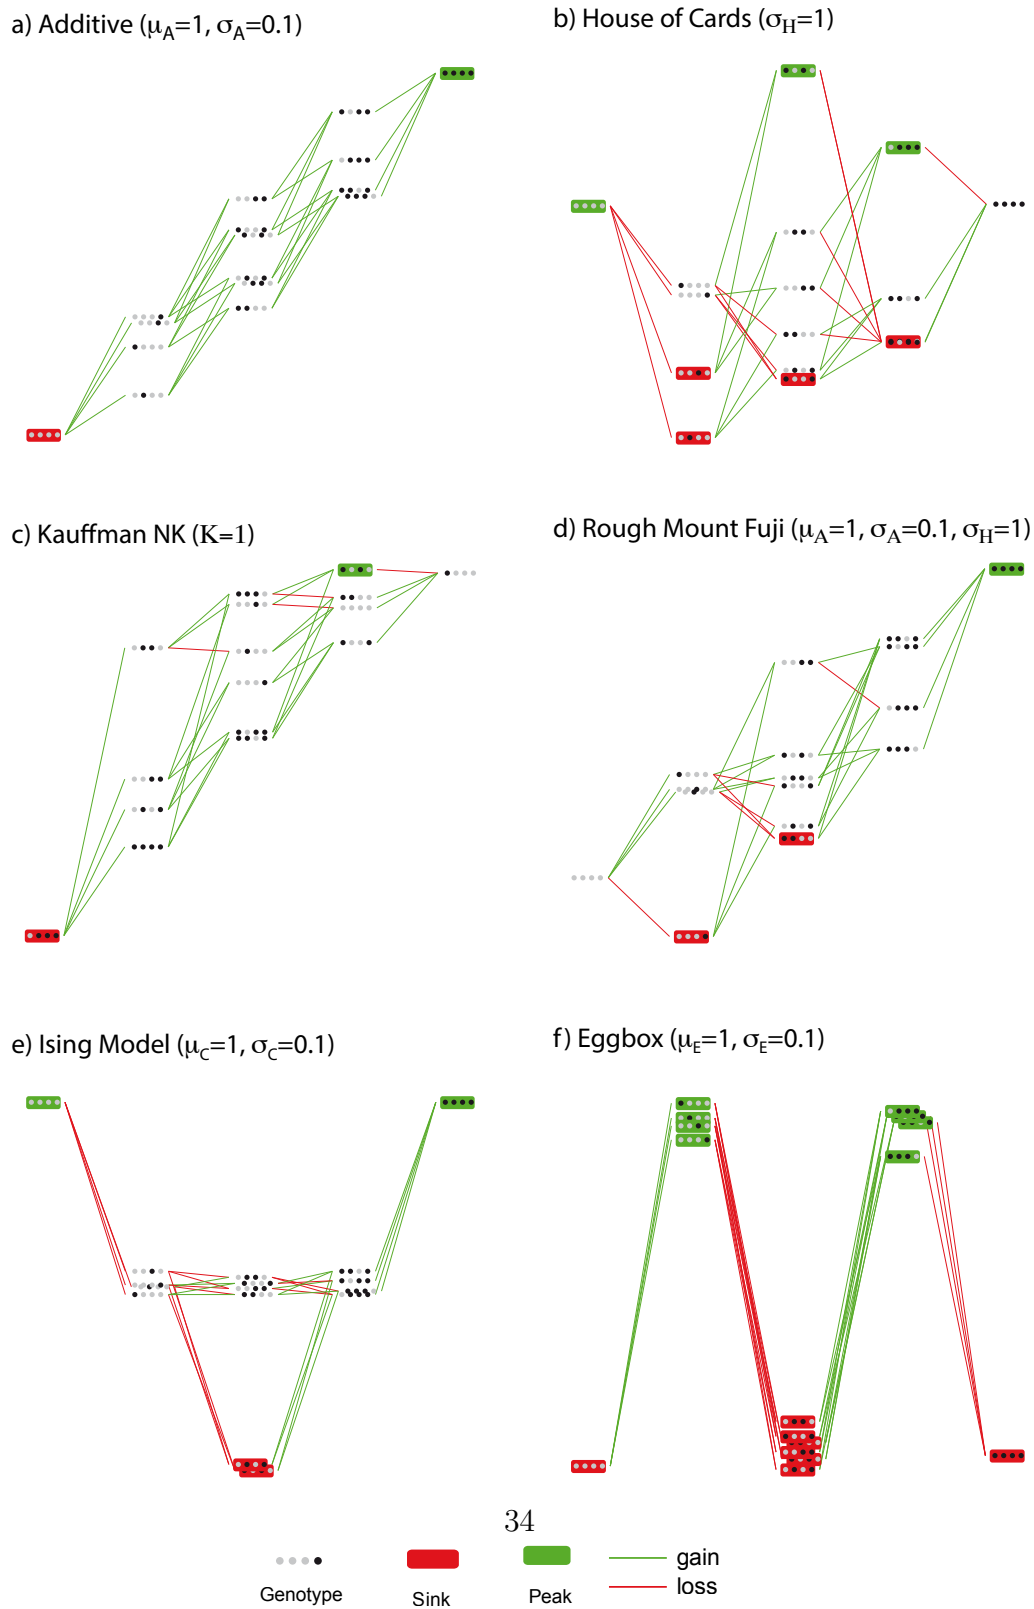 a) Additive (μA=1, σA=0.1)
b) House of Cards (σH=1)
c) Kauffman NK (K=1)
d) Rough Mount Fuji (μA=1, σA=0.1, σH=1)
e) Ising Model (μC=1, σC=0.1)
f) Eggbox (μE=1, σE=0.1)
34
Genotype
Sink
Peak
gain
loss